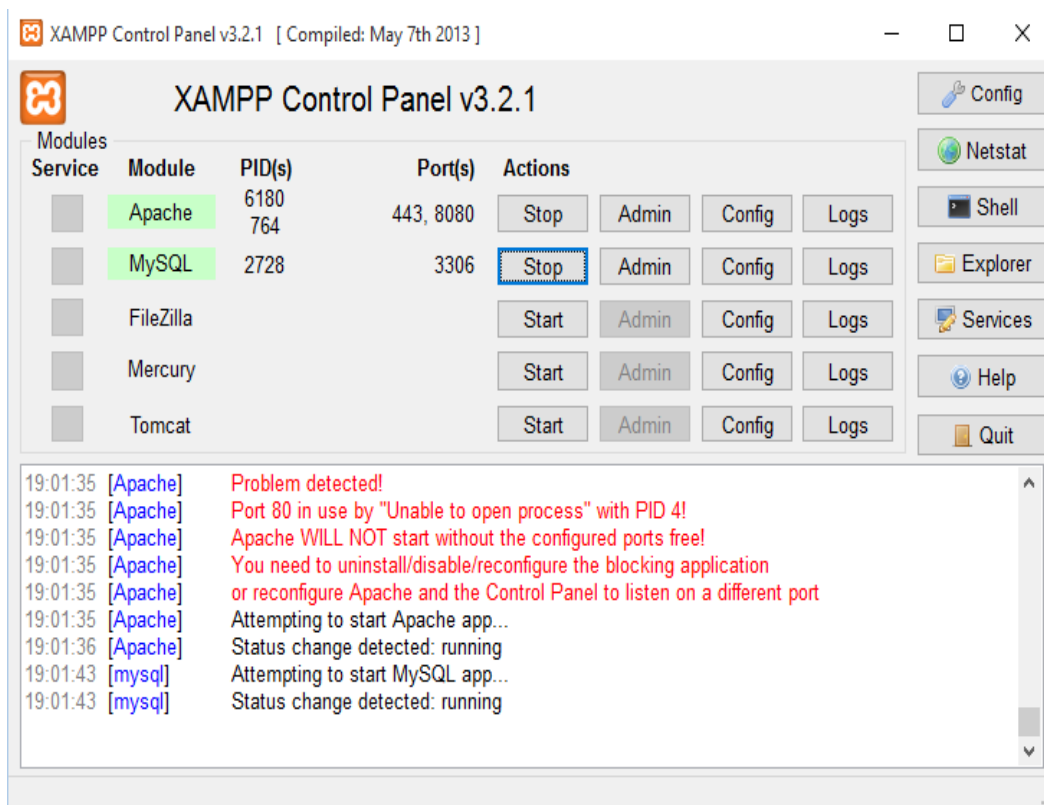 XAMPP Control Panel v3.2.1 [ Compiled: May 7th 2013 ]
XAMPP Control Panel v3.2.1
Config
Modules
Service Module PID(s) Port(s) Actions
Netstat
Apache 6180 764 443, 8080 Stop Admin Config Logs
Shell
MySQL 2728 3306 Stop Admin Config Logs
Explorer
FileZilla Start Admin Config Logs
Services
Mercury Start Admin Config Logs
Help
Tomcat Start Admin Config Logs
Quit
19:01:35 [Apache] Problem detected!
19:01:35 [Apache] Port 80 in use by "Unable to open process" with PID 4!
19:01:35 [Apache] Apache WILL NOT start without the configured ports free!
19:01:35 [Apache] You need to uninstall/disable/reconfigure the blocking application
19:01:35 [Apache] or reconfigure Apache and the Control Panel to listen on a different port
19:01:35 [Apache] Attempting to start Apache app...
19:01:36 [Apache] Status change detected: running
19:01:43 [mysql] Attempting to start MySQL app...
19:01:43 [mysql] Status change detected: running